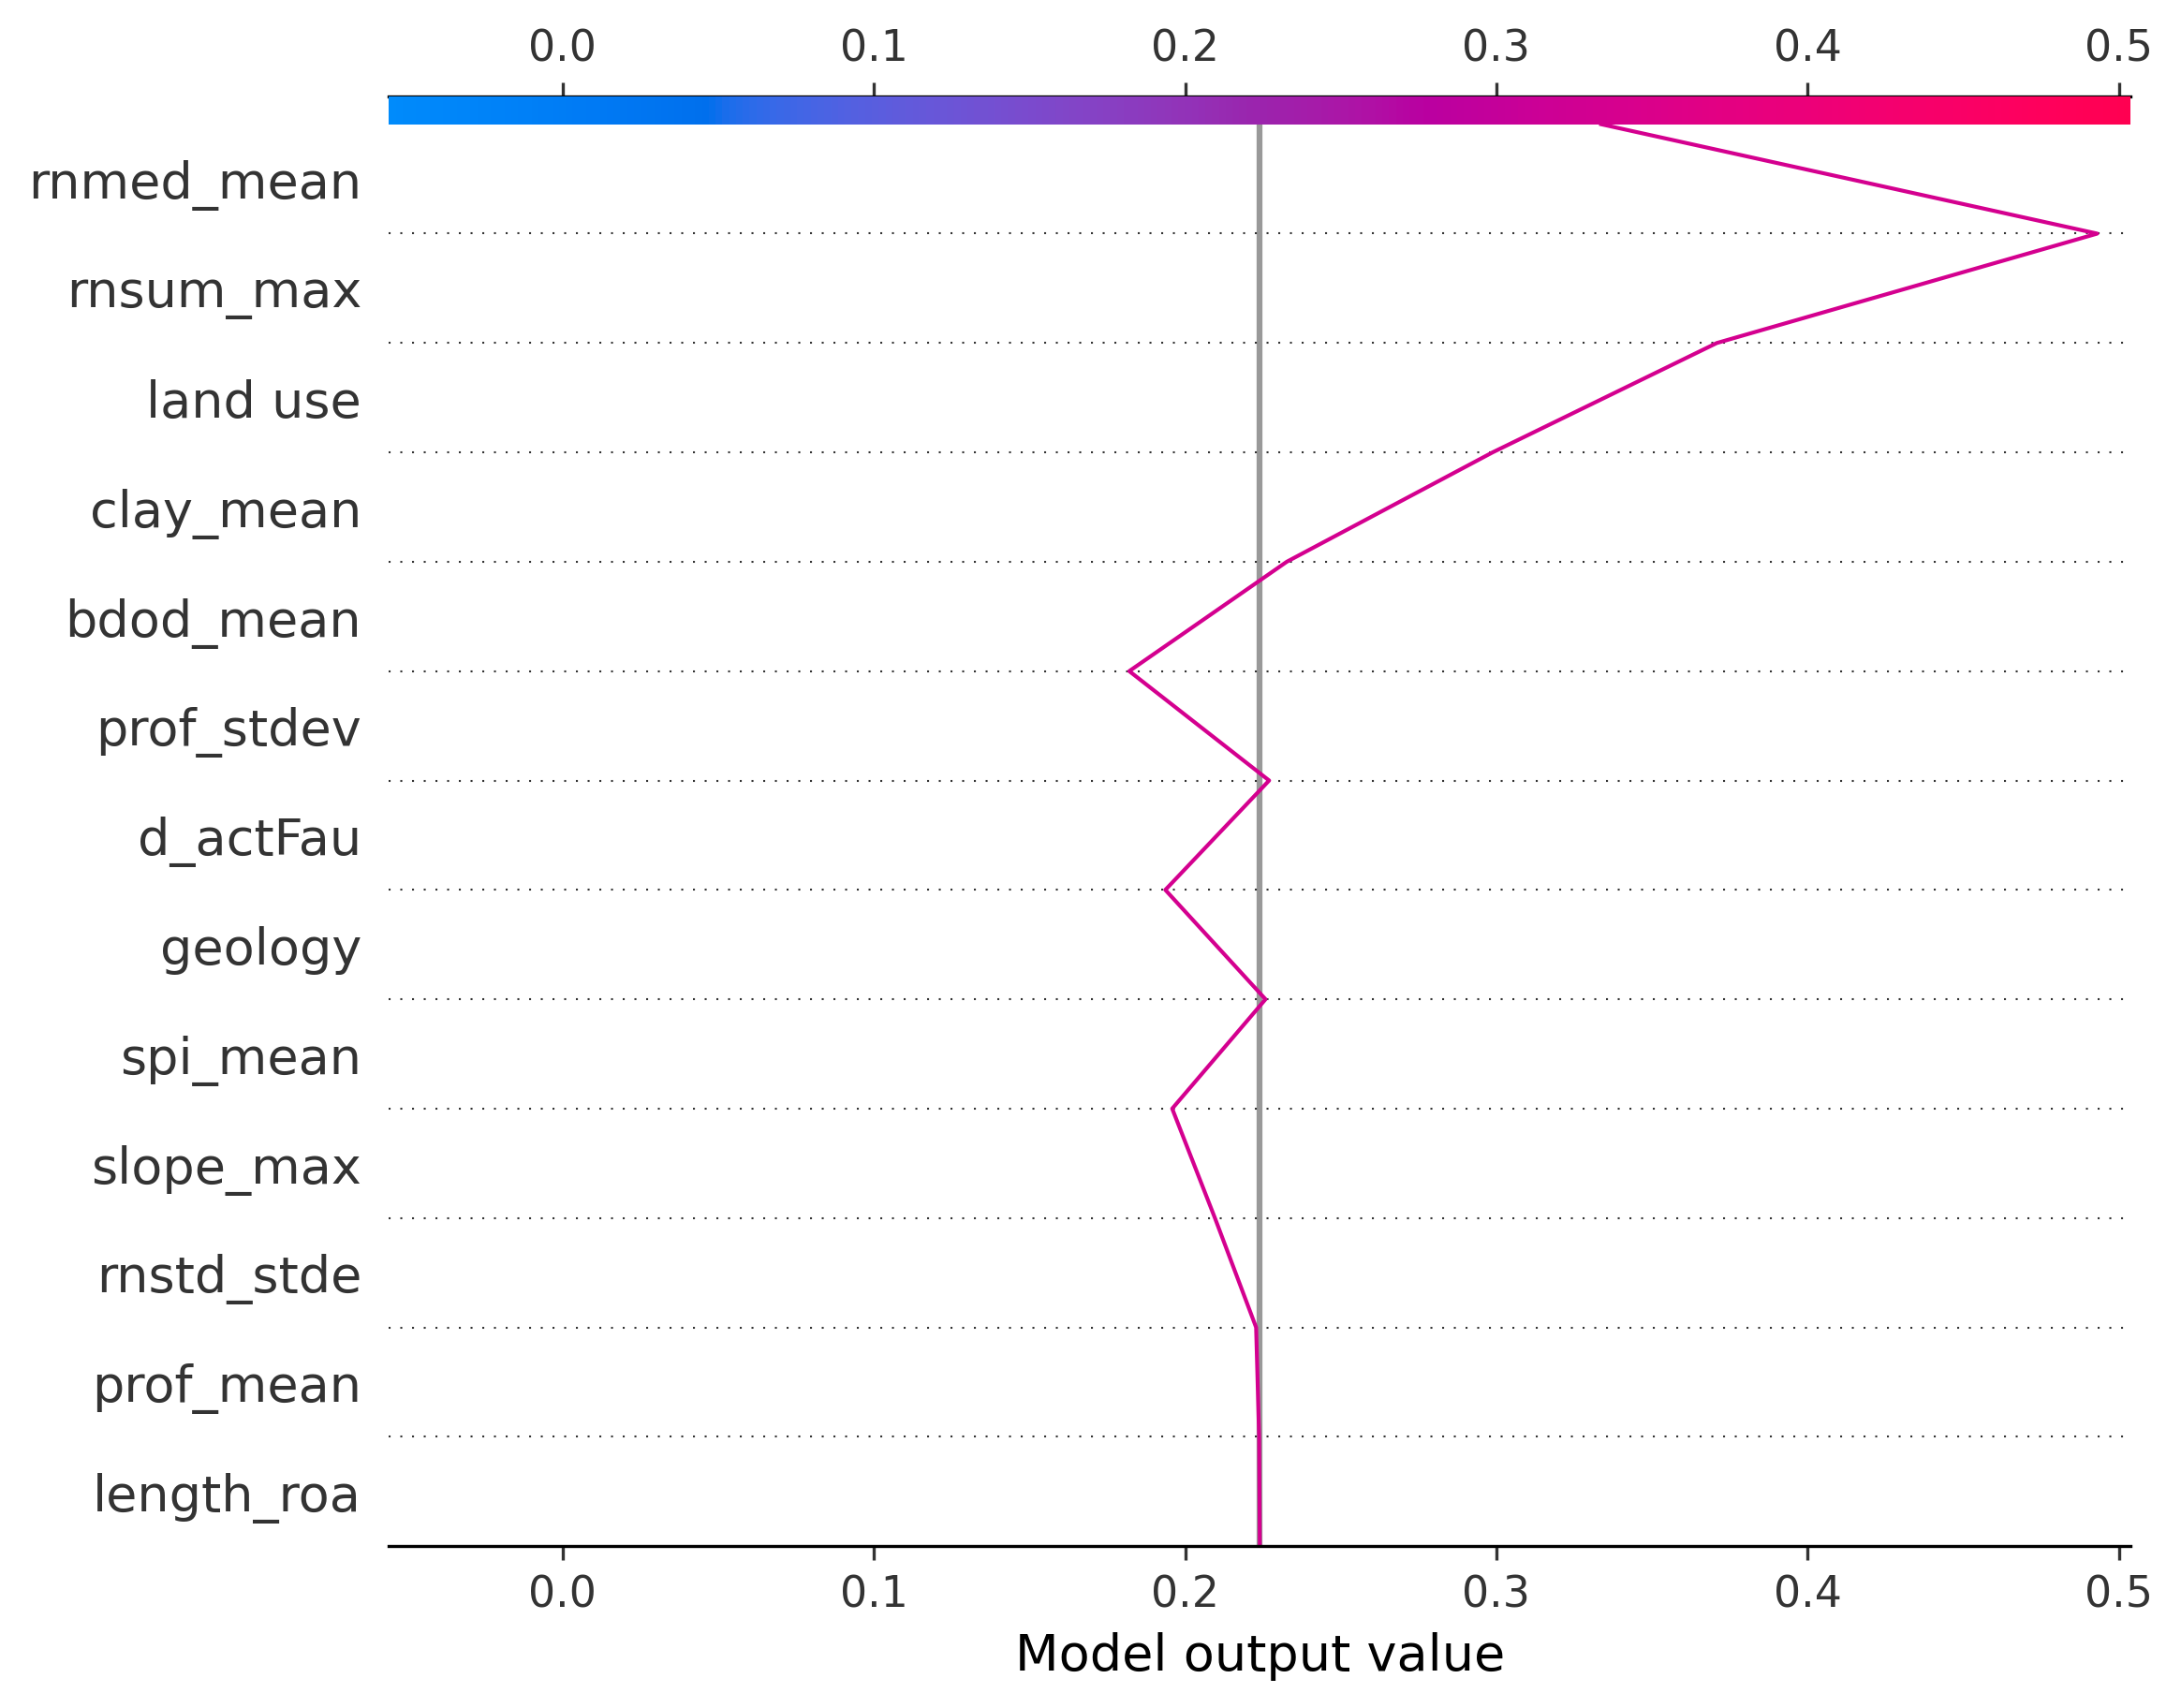 0.0 0.1 0.2 0.3 0.4 0.5
rnmed_mean
rnsum_max
land use
clay_mean
bdod_mean
prof_stdev
d_actFau
geology
spi_mean
slope_max
rnstd_stde
prof_mean
length_roa
0.0 0.1 0.2 0.3 0.4 0.5
Model output value